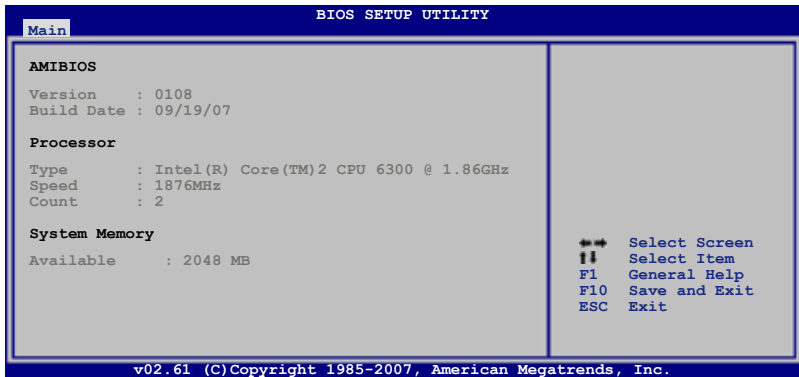 BIOS SETUP UTILITY
Main
AMIBIOS
Version : 0108
Build Date : 09/19/07
Processor
Type : Intel(R) Core(TM)2 CPU 6300 @ 1.86GHz
Speed : 1876MHz
Count : 2
System Memory
Available : 2048 MB
←→ Select Screen
↑↓ Select Item
F1 General Help
F10 Save and Exit
ESC Exit
v02.61 (C)Copyright 1985-2007, American Megatrends, Inc.